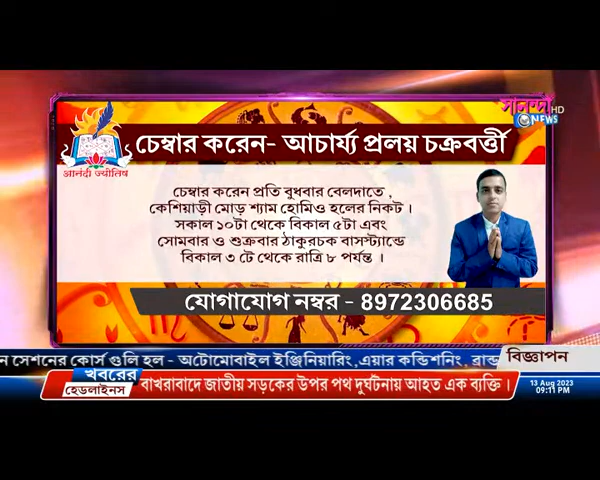 সানন্দা HD
NEWS
চেম্বার করেন- আচার্য্য প্রলয় চক্রবর্ত্তী
আনন্দী জ্যোতিষ
চেম্বার করেন প্রতি বুধবার বেলদাতে ,
কেশিয়াড়ী মোড় শ্যাম হোমিও হলের নিকট ।
সকাল ১০টা থেকে বিকাল ৫টা এবং
সোমবার ও শুক্রবার ঠাকুরচক বাসস্ট্যান্ডে
বিকাল ৩ টে থেকে রাত্রি ৮ পর্যন্ত ।
যোগাযোগ নম্বর - 8972306685
ন সেশনের কোর্স গুলি হল - অটোমোবাইল ইঞ্জিনিয়ারিং ,এয়ার কন্ডিশনিং, ব্লান্ড
বিজ্ঞাপন
খবরের
হেডলাইনস
বাখরাবাদে জাতীয় সড়কের উপর পথ দুর্ঘটনায় আহত এক ব্যক্তি ।
13 Aug 2023
09:11 PM